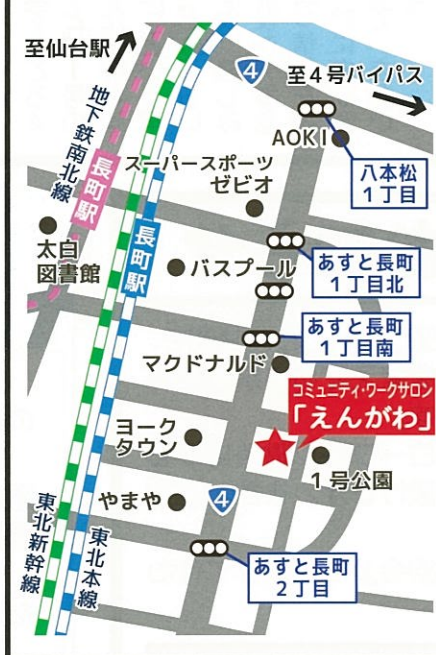 至仙台駅
4
至4号バイパス
地下鉄南北線
長町駅
AOKI
八本松
1丁目
スーパースポーツ
ゼビオ
長町駅
太白
図書館
バスプール
あすと長町
1丁目北
あすと長町
1丁目南
マクドナルド
コミュニティ・ワークサロン
「えんがわ」
ヨーク
タウン
1号公園
やまや
4
東北新幹線
東北本線
あすと長町
2丁目